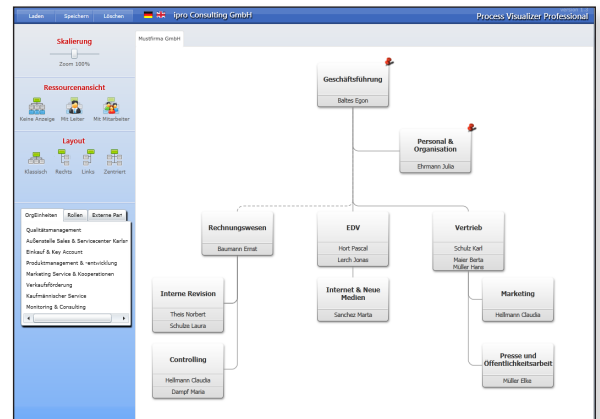 Laden Speichern Löschen ipro Consulting GmbH Process Visualizer Professional
Skalierung
Zoom 100%
Ressourcenansicht
Keine Anzeige Mit Leiter Mit Mitarbeiter
Layout
Klassisch Rechts Links Zentriert
OrgEinheiten Rollen Externe Part
Qualitätsmanagement
Außenstelle Sales & Servicecenter Karlsr
Einkauf & Key Account
Produktmanagement & -entwicklung
Marketing Service & Kooperationen
Verkaufsförderung
Kaufmännischer Service
Monitoring & Consulting
Musifirma GmbH
Geschäftsführung
Baltes Egon
Personal &
Organisation
Ehrmann Julia
Rechnungswesen
Baumann Ernst
EDV
Hort Pascal
Lerch Jonas
Vertrieb
Schulz Karl
Maier Berta
Müller Hans
Interne Revision
Theis Norbert
Schulze Laura
Internet & Neue
Medien
Sanchez Marta
Marketing
Hellmann Claudia
Controlling
Hellmann Claudia
Dampf Maria
Presse und
Öffentlichkeitsarbeit
Müller Elke